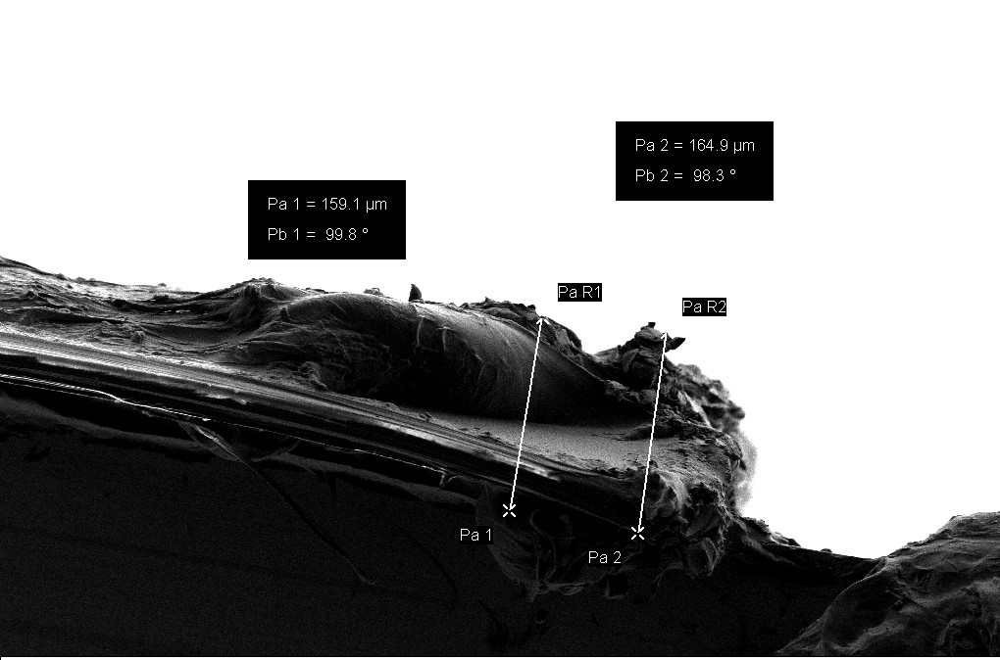 Pa 2 = 164.9 µm
Pb 2 = 98.3 °
Pa 1 = 159.1 µm
Pb 1 = 99.8 °
Pa R1
Pa R2
Pa 1
Pa 2